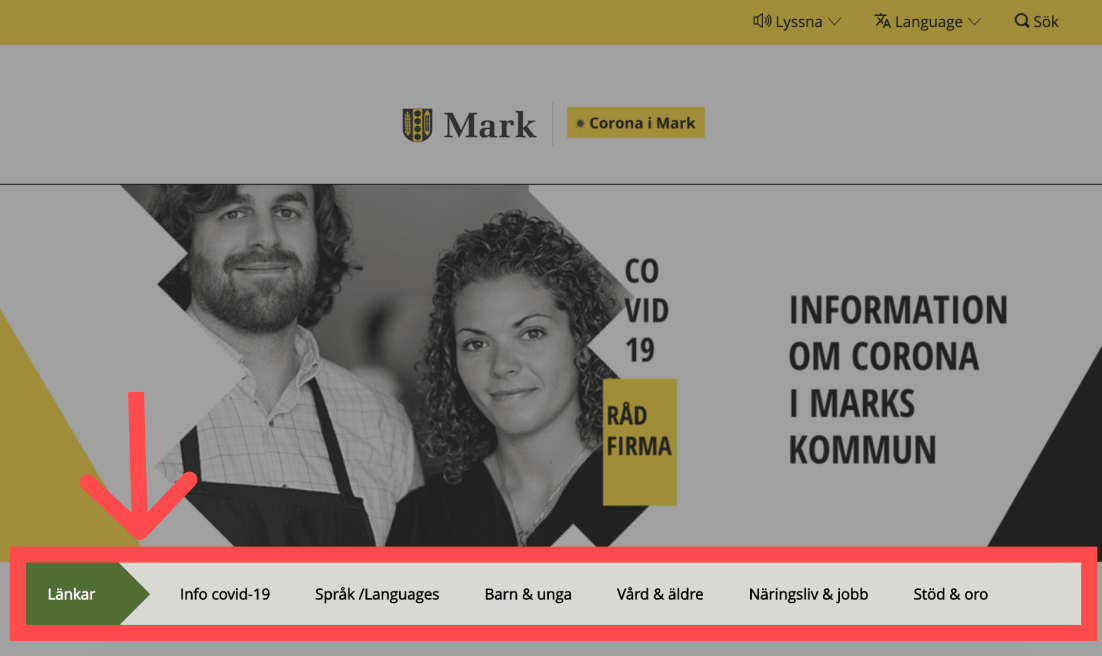 Lyssna Language Sök
Mark Corona i Mark
CO
VID
19
RÅD
FIRMA
INFORMATION
OM CORONA
I MARKS
KOMMUN
Länkar Info covid-19 Språk /Languages Barn & unga Vård & äldre Näringsliv & jobb Stöd & oro